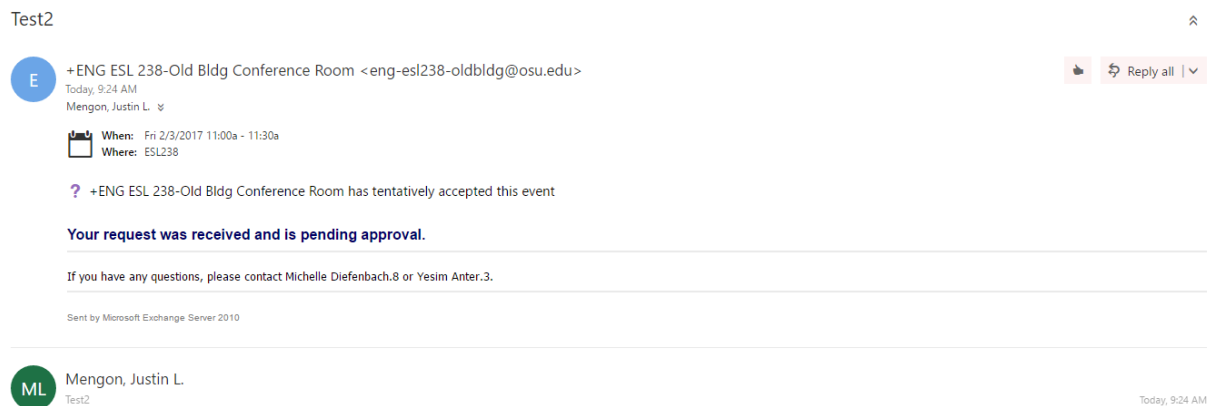 Test2
E
+ENG ESL 238-Old Bldg Conference Room <eng-esl238-oldbldg@osu.edu>
Reply all
Today, 9:24 AM
Mengon, Justin L.
When: Fri 2/3/2017 11:00a - 11:30a
Where: ESL238
? +ENG ESL 238-Old Bldg Conference Room has tentatively accepted this event
Your request was received and is pending approval.
If you have any questions, please contact Michelle Diefenbach.8 or Yesim Anter.3.
Sent by Microsoft Exchange Server 2010
ML
Mengon, Justin L.
Test2
Today, 9:24 AM